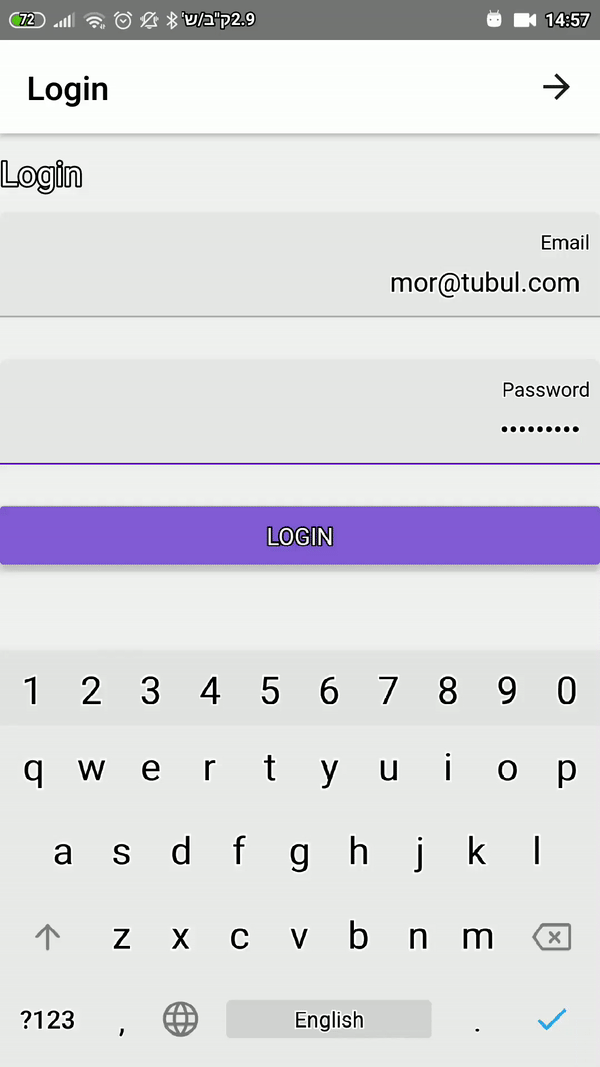 72 2.9ק"ב/ש' 14:57
Login
Login
Email
mor@tubul.com
Password
•••••••••
LOGIN
1 2 3 4 5 6 7 8 9 0
q w e r t y u i o p
a s d f g h j k l
z x c v b n m
?123 , English .